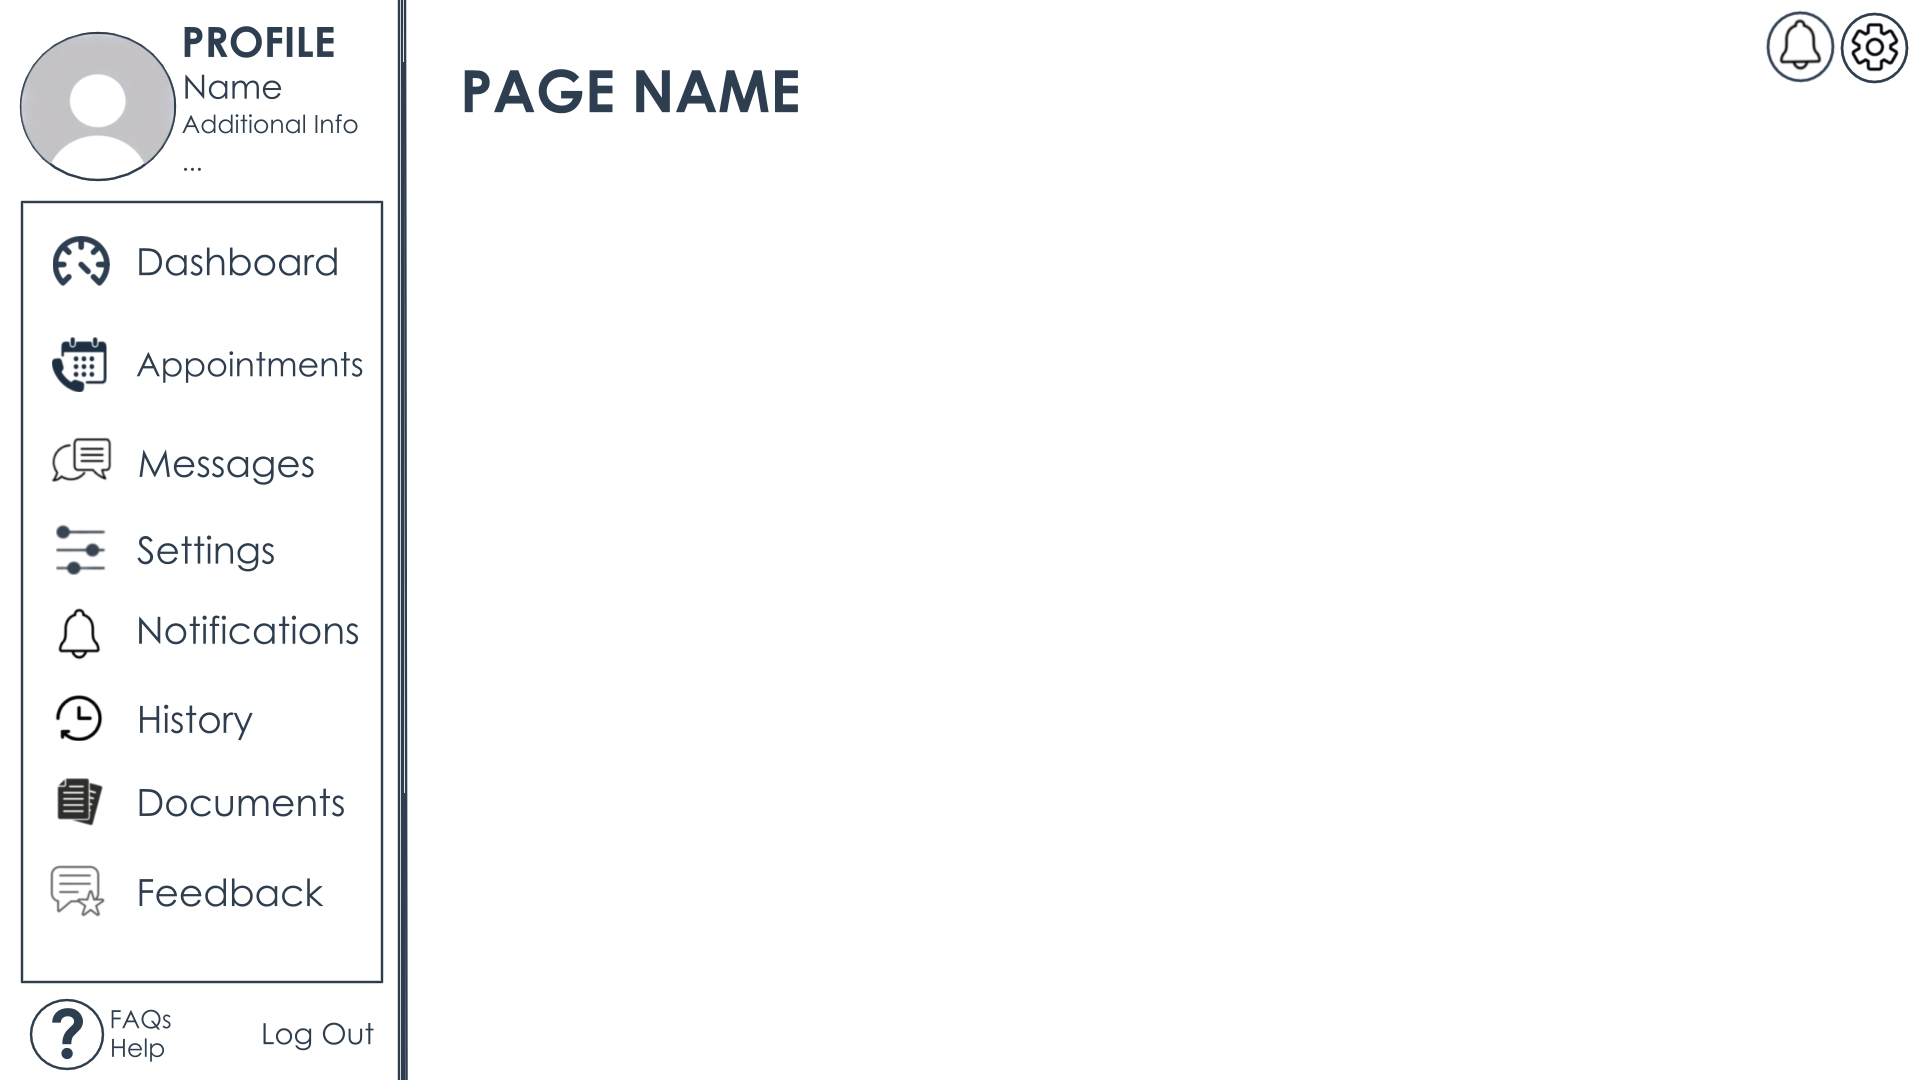 PROFILE
Name
Additional Info
...
PAGE NAME
Dashboard
Appointments
Messages
Settings
Notifications
History
Documents
Feedback
?
FAQs
Help
Log Out